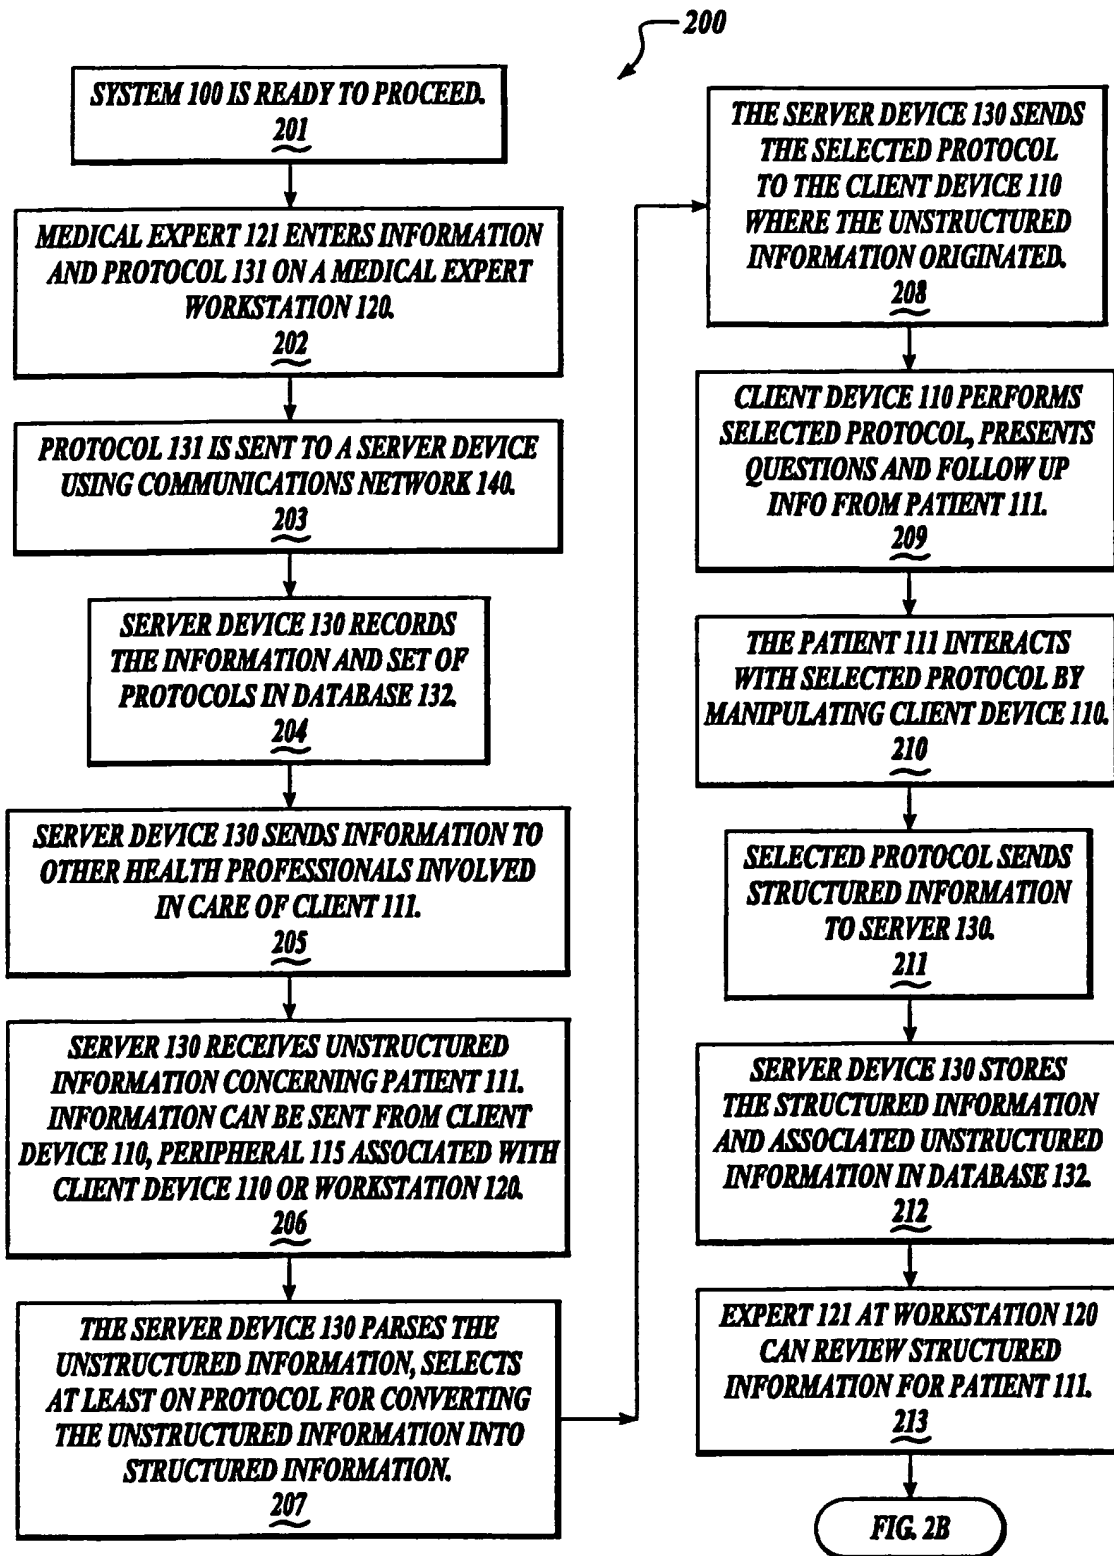 200
SYSTEM 100 IS READY TO PROCEED.
201
MEDICAL EXPERT 121 ENTERS INFORMATION
AND PROTOCOL 131 ON A MEDICAL EXPERT
WORKSTATION 120.
202
PROTOCOL 131 IS SENT TO A SERVER DEVICE
USING COMMUNICATIONS NETWORK 140.
203
SERVER DEVICE 130 RECORDS
THE INFORMATION AND SET OF
PROTOCOLS IN DATABASE 132.
204
SERVER DEVICE 130 SENDS INFORMATION TO
OTHER HEALTH PROFESSIONALS INVOLVED
IN CARE OF CLIENT 111.
205
SERVER 130 RECEIVES UNSTRUCTURED
INFORMATION CONCERNING PATIENT 111.
INFORMATION CAN BE SENT FROM CLIENT
DEVICE 110, PERIPHERAL 115 ASSOCIATED WITH
CLIENT DEVICE 110 OR WORKSTATION 120.
206
THE SERVER DEVICE 130 PARSES THE
UNSTRUCTURED INFORMATION, SELECTS
AT LEAST ON PROTOCOL FOR CONVERTING
THE UNSTRUCTURED INFORMATION INTO
STRUCTURED INFORMATION.
207
THE SERVER DEVICE 130 SENDS
THE SELECTED PROTOCOL
TO THE CLIENT DEVICE 110
WHERE THE UNSTRUCTURED
INFORMATION ORIGINATED.
208
CLIENT DEVICE 110 PERFORMS
SELECTED PROTOCOL, PRESENTS
QUESTIONS AND FOLLOW UP
INFO FROM PATIENT 111.
209
THE PATIENT 111 INTERACTS
WITH SELECTED PROTOCOL BY
MANIPULATING CLIENT DEVICE 110.
210
SELECTED PROTOCOL SENDS
STRUCTURED INFORMATION
TO SERVER 130.
211
SERVER DEVICE 130 STORES
THE STRUCTURED INFORMATION
AND ASSOCIATED UNSTRUCTURED
INFORMATION IN DATABASE 132.
212
EXPERT 121 AT WORKSTATION 120
CAN REVIEW STRUCTURED
INFORMATION FOR PATIENT 111.
213
FIG. 2B